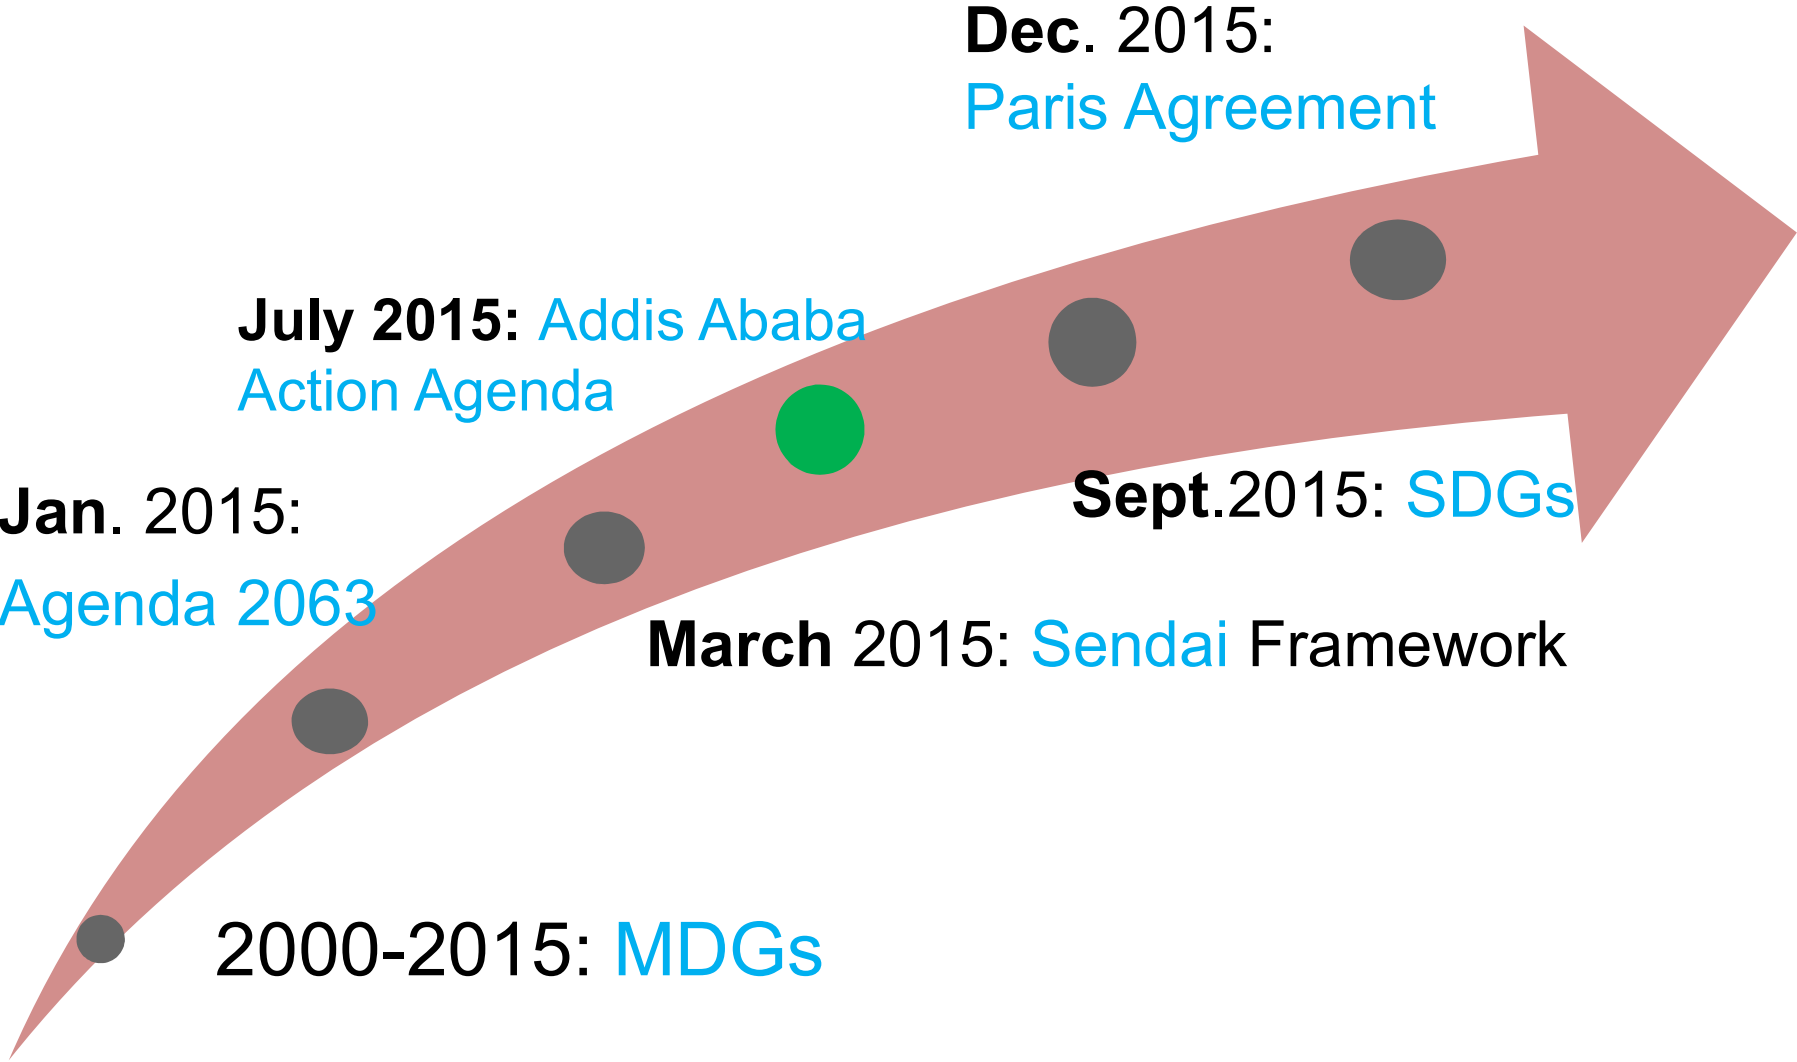 Dec. 2015:
Paris Agreement
July 2015: Addis Ababa
Action Agenda
Jan. 2015:
Agenda 2063
Sept.2015: SDGs
March 2015: Sendai Framework
2000-2015: MDGs